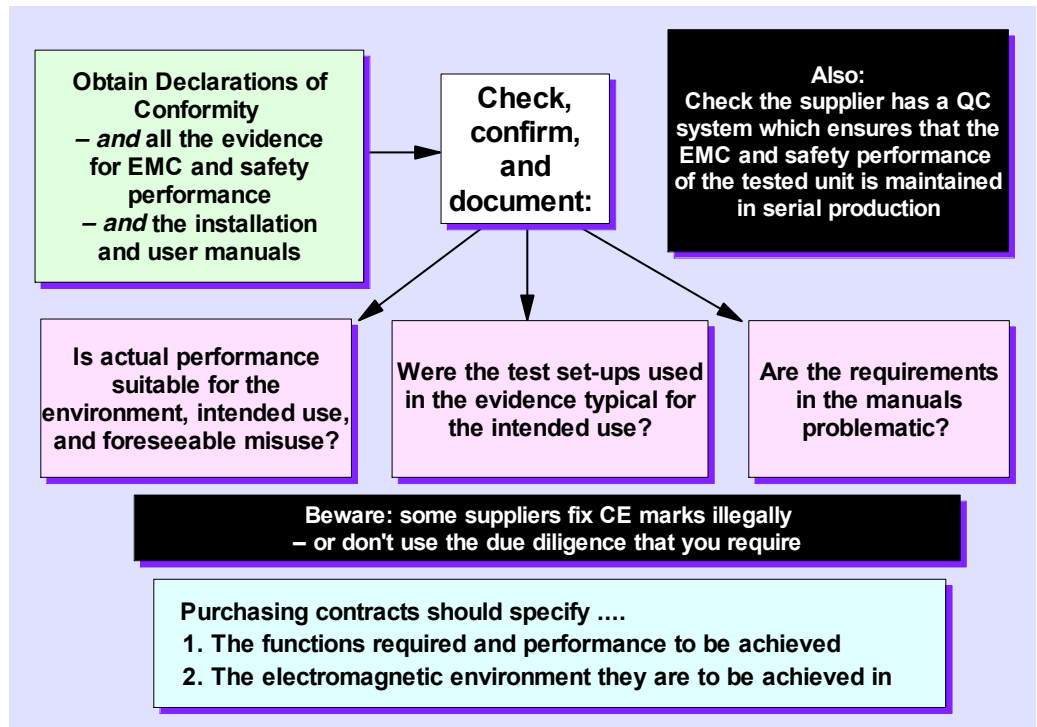 Obtain Declarations of
Conformity
– and all the evidence
for EMC and safety
performance
– and the installation
and user manuals
Check,
confirm,
and
document:
Also:
Check the supplier has a QC
system which ensures that the
EMC and safety performance
of the tested unit is maintained
in serial production
Is actual performance
suitable for the
environment, intended use,
and foreseeable misuse?
Were the test set-ups used
in the evidence typical for
the intended use?
Are the requirements
in the manuals
problematic?
Beware: some suppliers fix CE marks illegally
– or don't use the due diligence that you require
Purchasing contracts should specify ....
1. The functions required and performance to be achieved
2. The electromagnetic environment they are to be achieved in